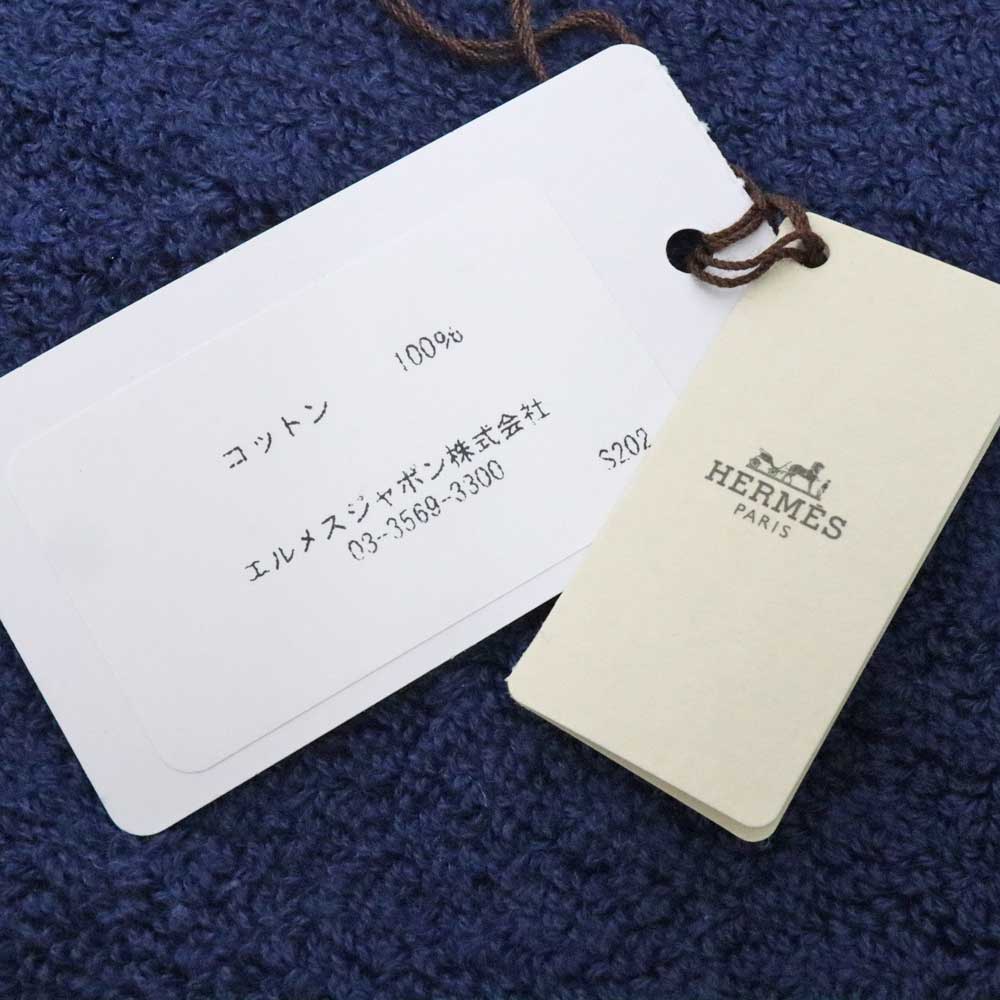 コットン 100%
エルメスジャポン株式会社
03-3569-3300 S202
HERMÈS
PARIS